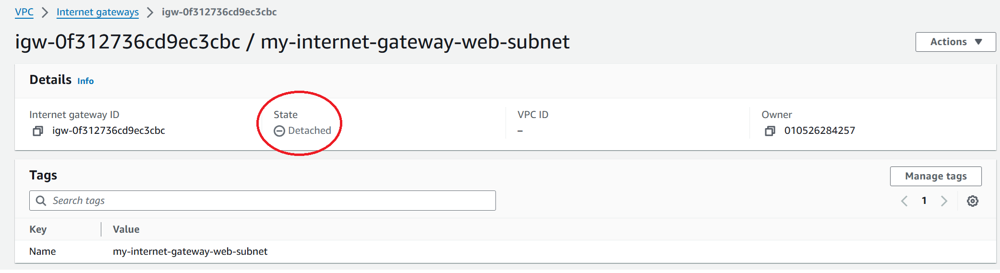 VPC > Internet gateways > igw-0f312736cd9ec3cbc
igw-0f312736cd9ec3cbc / my-internet-gateway-web-subnet
Actions
Details Info
Internet gateway ID State VPC ID Owner
igw-0f312736cd9ec3cbc Detached – 010526284257
Tags
Manage tags
Search tags
1
Key Value
Name my-internet-gateway-web-subnet